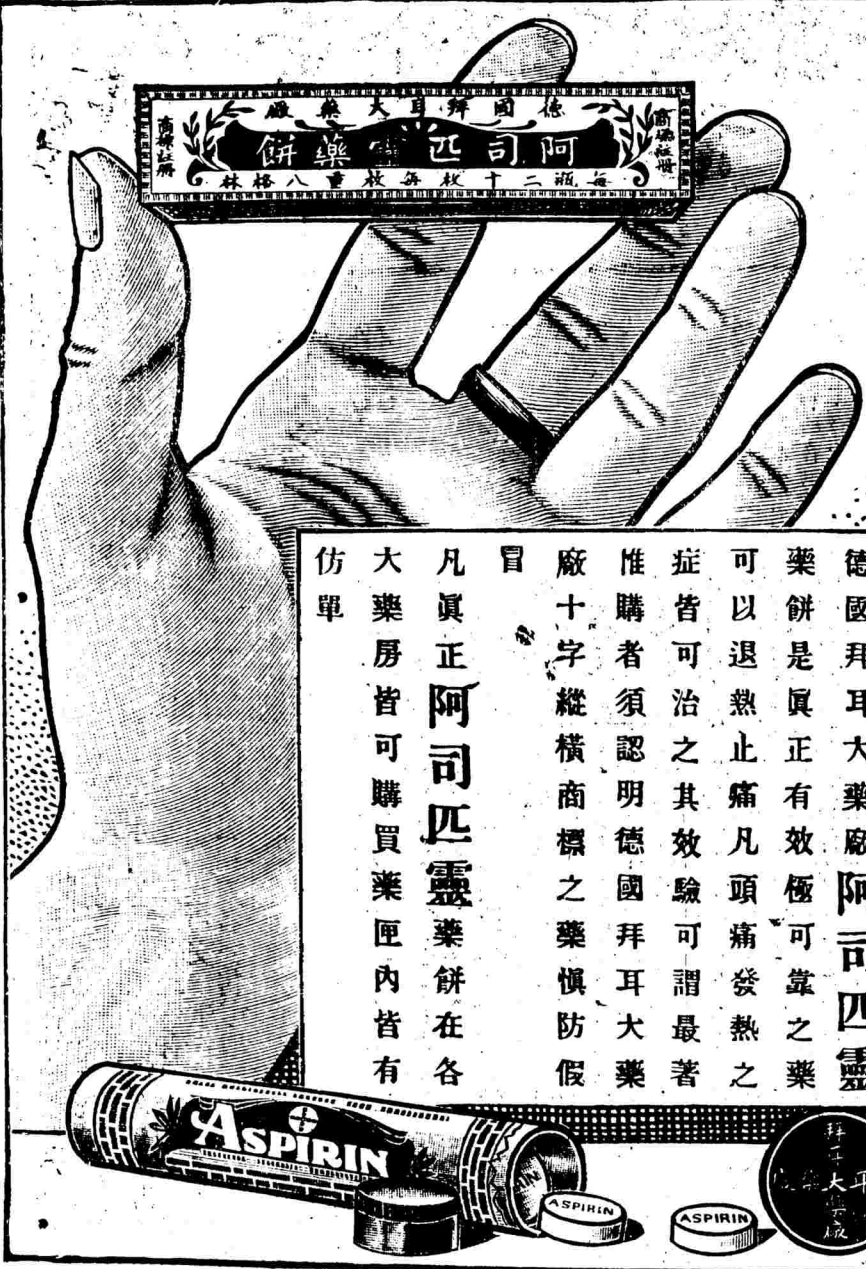 德國拜耳大藥廠
阿司匹靈藥餅
每瓶二十枚每枚重八格林
商標註册
商標註册
德國拜耳大藥廠阿司匹靈
藥餅是眞正有效極可靠之藥
可以退熱止痛凡頭痛發熱之
症皆可治之其效驗可謂最著
惟購者須認明德國拜耳大藥
廠十字縱橫商標之藥愼防假
冒
凡眞正阿司匹靈藥餅在各
大藥房皆可購買藥匣內皆有
仿單
ASPIRIN
ASPIRIN
ASPIRIN